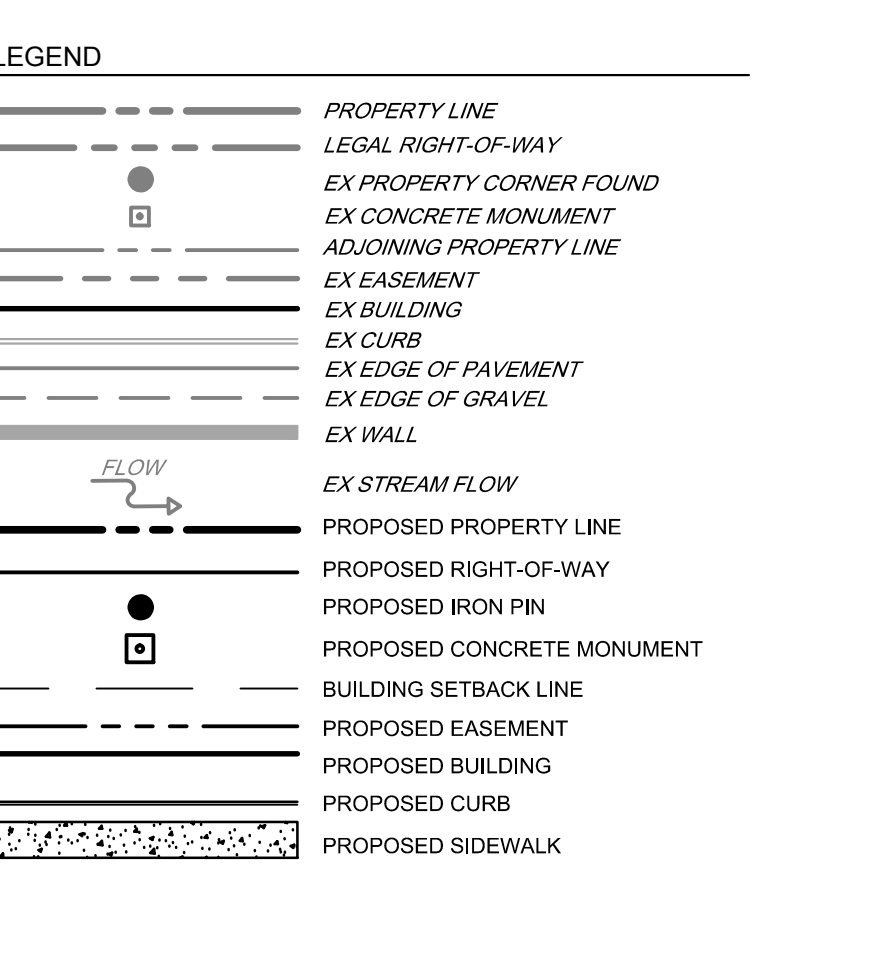 LEGEND
PROPERTY LINE
LEGAL RIGHT-OF-WAY
EX PROPERTY CORNER FOUND
EX CONCRETE MONUMENT
ADJOINING PROPERTY LINE
EX EASEMENT
EX BUILDING
EX CURB
EX EDGE OF PAVEMENT
EX EDGE OF GRAVEL
EX WALL
FLOW
EX STREAM FLOW
PROPOSED PROPERTY LINE
PROPOSED RIGHT-OF-WAY
PROPOSED IRON PIN
PROPOSED CONCRETE MONUMENT
BUILDING SETBACK LINE
PROPOSED EASEMENT
PROPOSED BUILDING
PROPOSED CURB
PROPOSED SIDEWALK